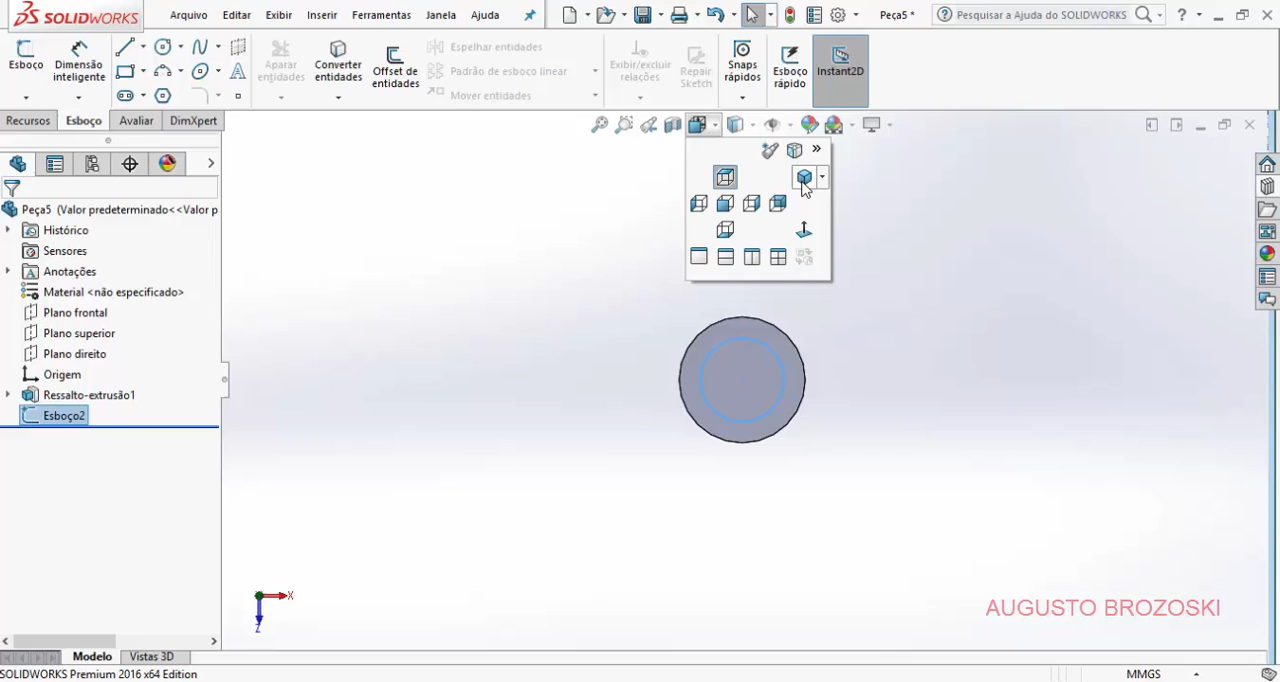 SOLIDWORKS
Arquivo Editar Exibir Inserir Ferramentas Janela Ajuda
Peça5 *
Pesquisar a Ajuda do SOLIDWORKS
Esboço
Dimensão inteligente
Aparar entidades
Converter entidades
Offset de entidades
Espelhar entidades
Padrão de esboço linear
Mover entidades
Exibir/excluir relações
Repair Sketch
Snaps rápidos
Esboço rápido
Instant2D
Recursos Esboço Avaliar DimXpert
Peça5 (Valor predeterminado<<Valor p
Histórico
Sensores
Anotações
Material <não especificado>
Plano frontal
Plano superior
Plano direito
Origem
Ressalto-extrusão1
Esboço2
X
Z
AUGUSTO BROZOSKI
Modelo Vistas 3D
SOLIDWORKS Premium 2016 x64 Edition
MMGS